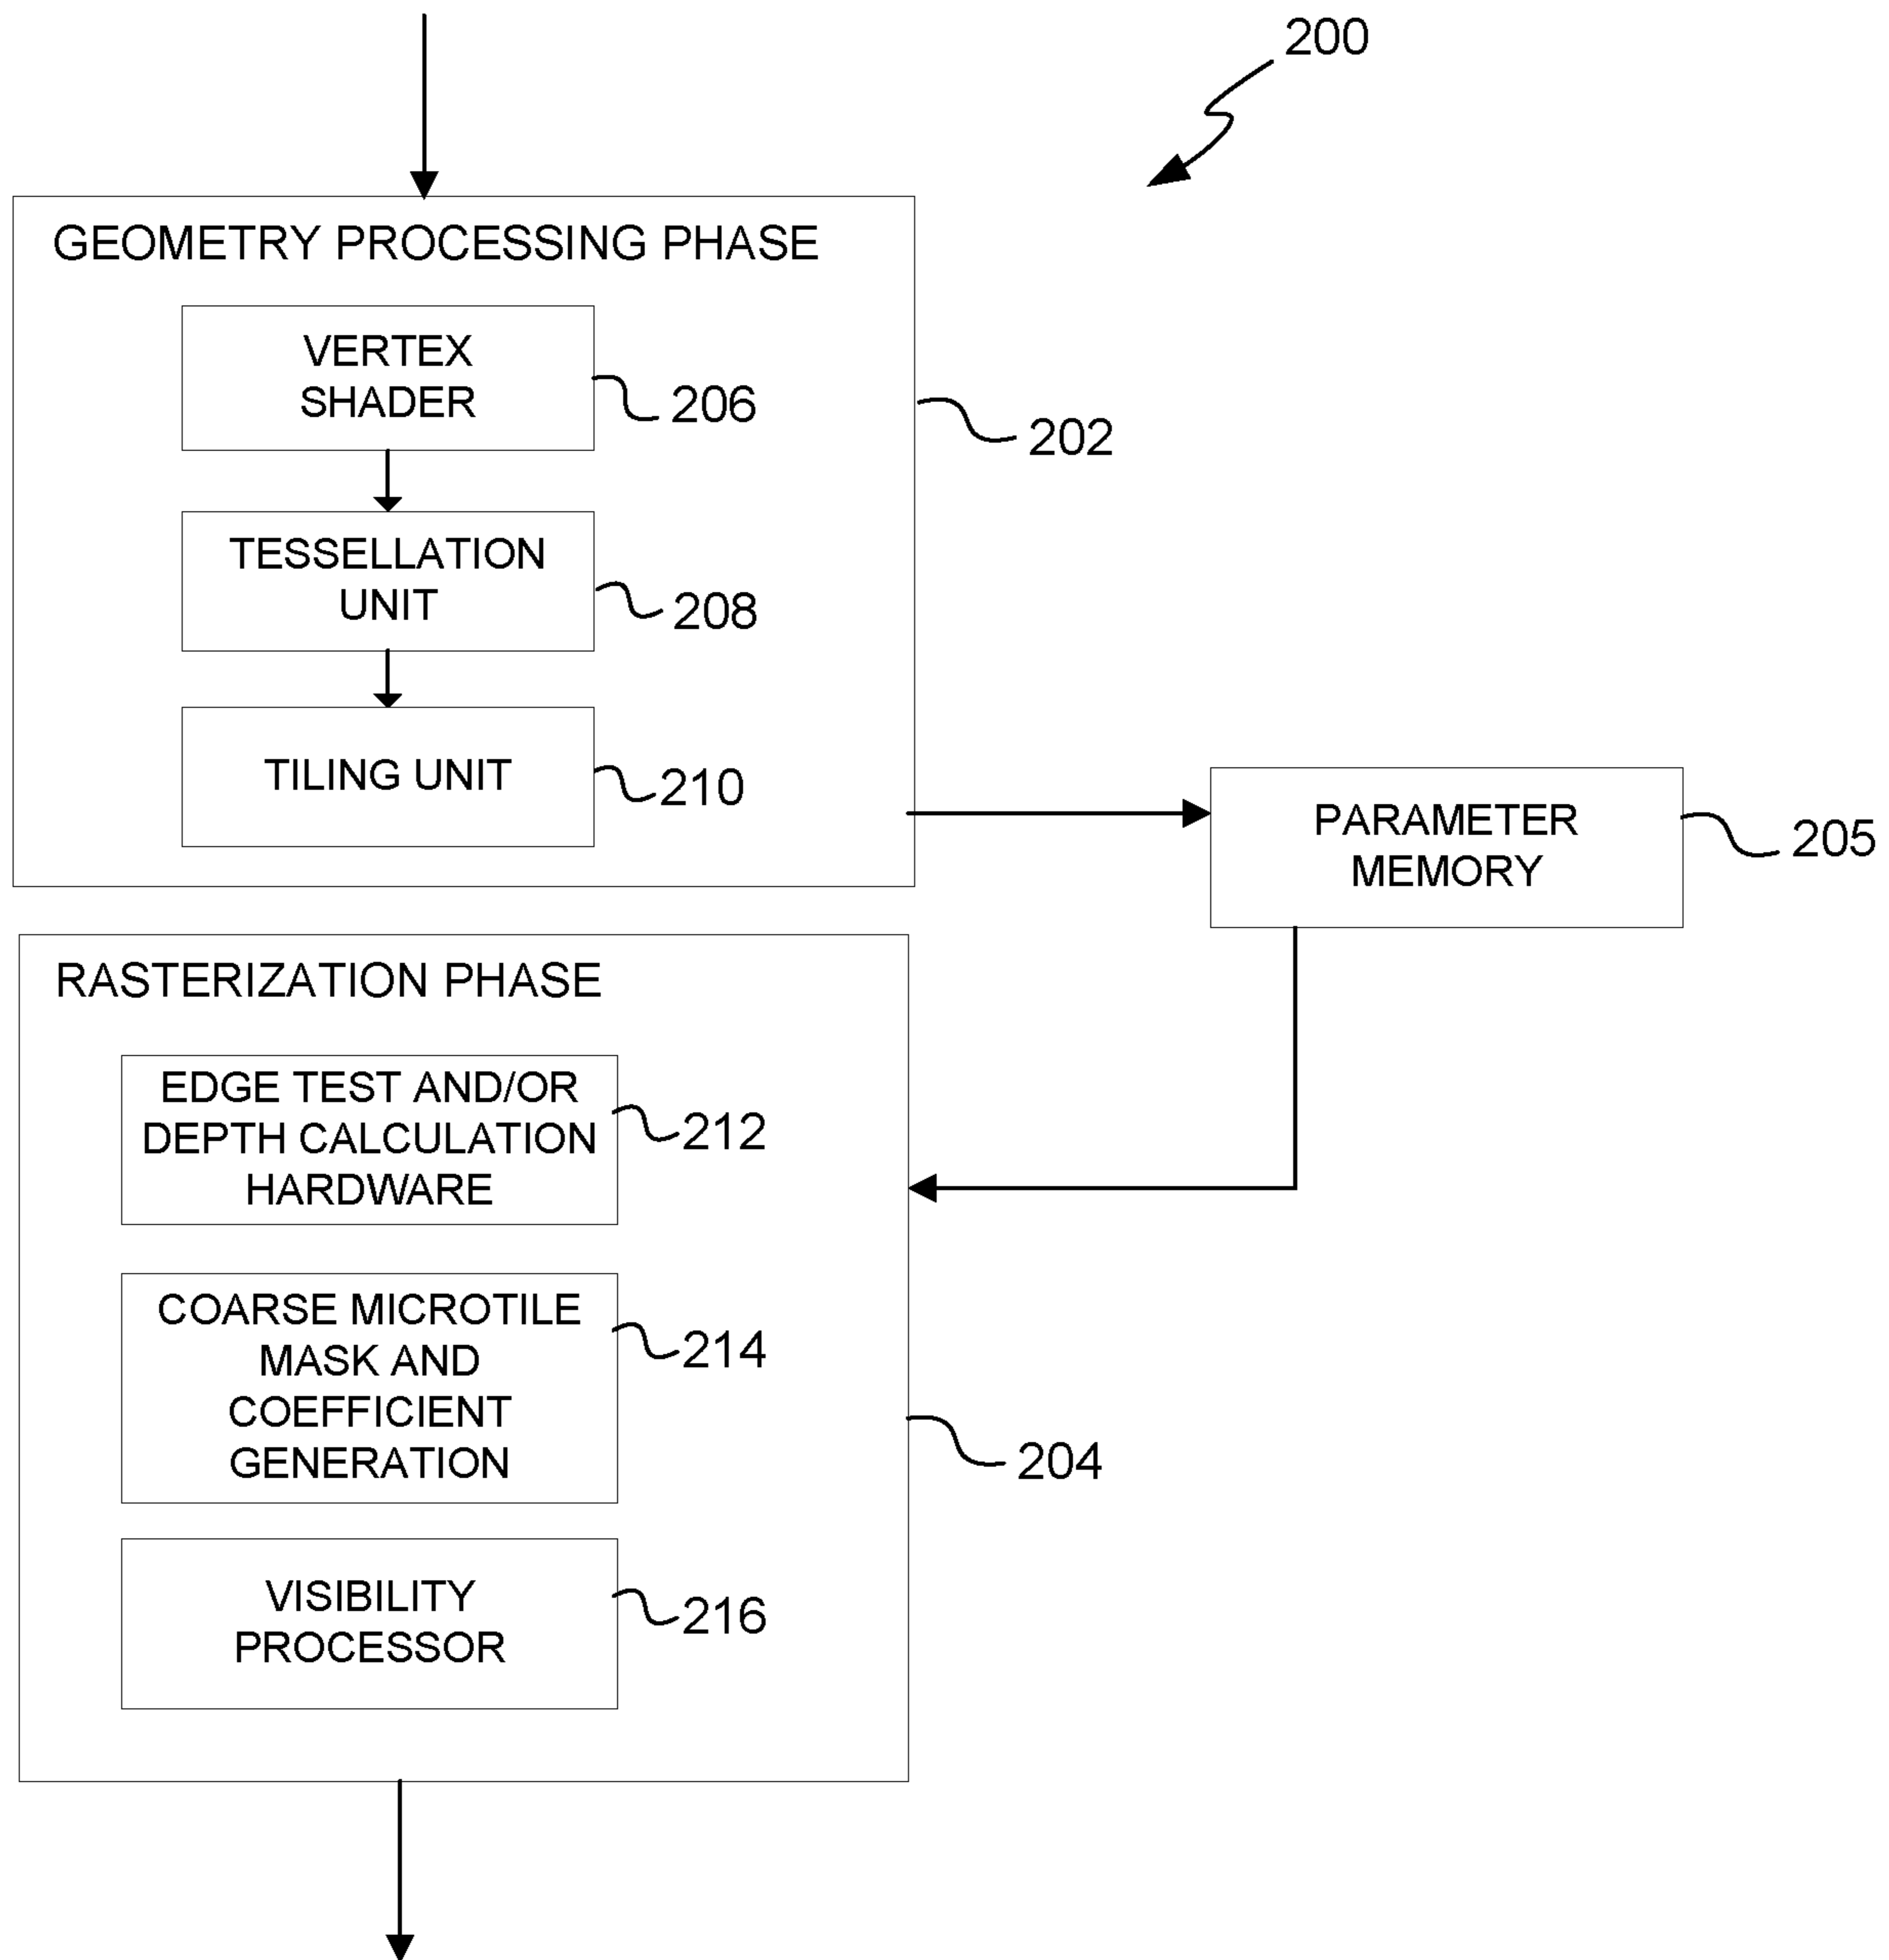 200
GEOMETRY PROCESSING PHASE
VERTEX
SHADER
206
202
TESSELLATION
UNIT
208
TILING UNIT
210
PARAMETER
MEMORY
205
RASTERIZATION PHASE
EDGE TEST AND/OR
DEPTH CALCULATION
HARDWARE
212
COARSE MICROTILE
MASK AND
COEFFICIENT
GENERATION
214
204
VISIBILITY
PROCESSOR
216